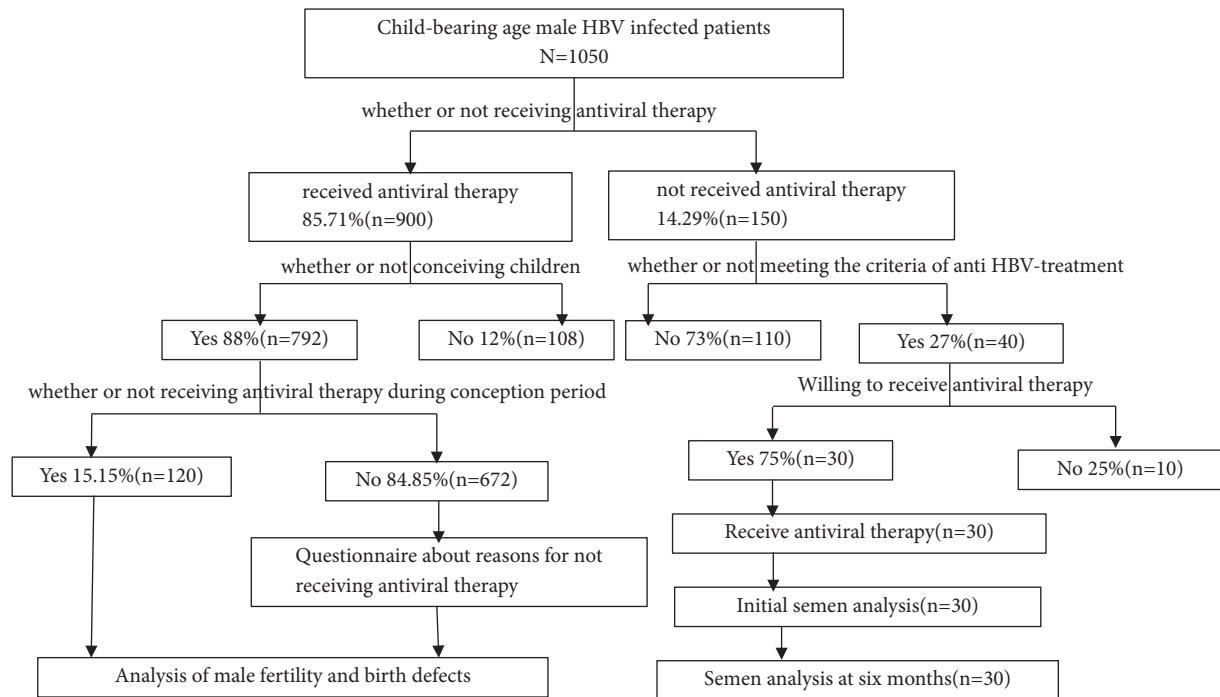 Child-bearing age male HBV infected patients
N=1050
whether or not receiving antiviral therapy
received antiviral therapy
85.71%(n=900)
not received antiviral therapy
14.29%(n=150)
whether or not conceiving children
whether or not meeting the criteria of anti HBV-treatment
Yes 88%(n=792)
No 12%(n=108)
No 73%(n=110)
Yes 27%(n=40)
whether or not receiving antiviral therapy during conception period
Willing to receive antiviral therapy
Yes 15.15%(n=120)
No 84.85%(n=672)
Yes 75%(n=30)
No 25%(n=10)
Questionnaire about reasons for not
receiving antiviral therapy
Receive antiviral therapy(n=30)
Initial semen analysis(n=30)
Analysis of male fertility and birth defects
Semen analysis at six months(n=30)